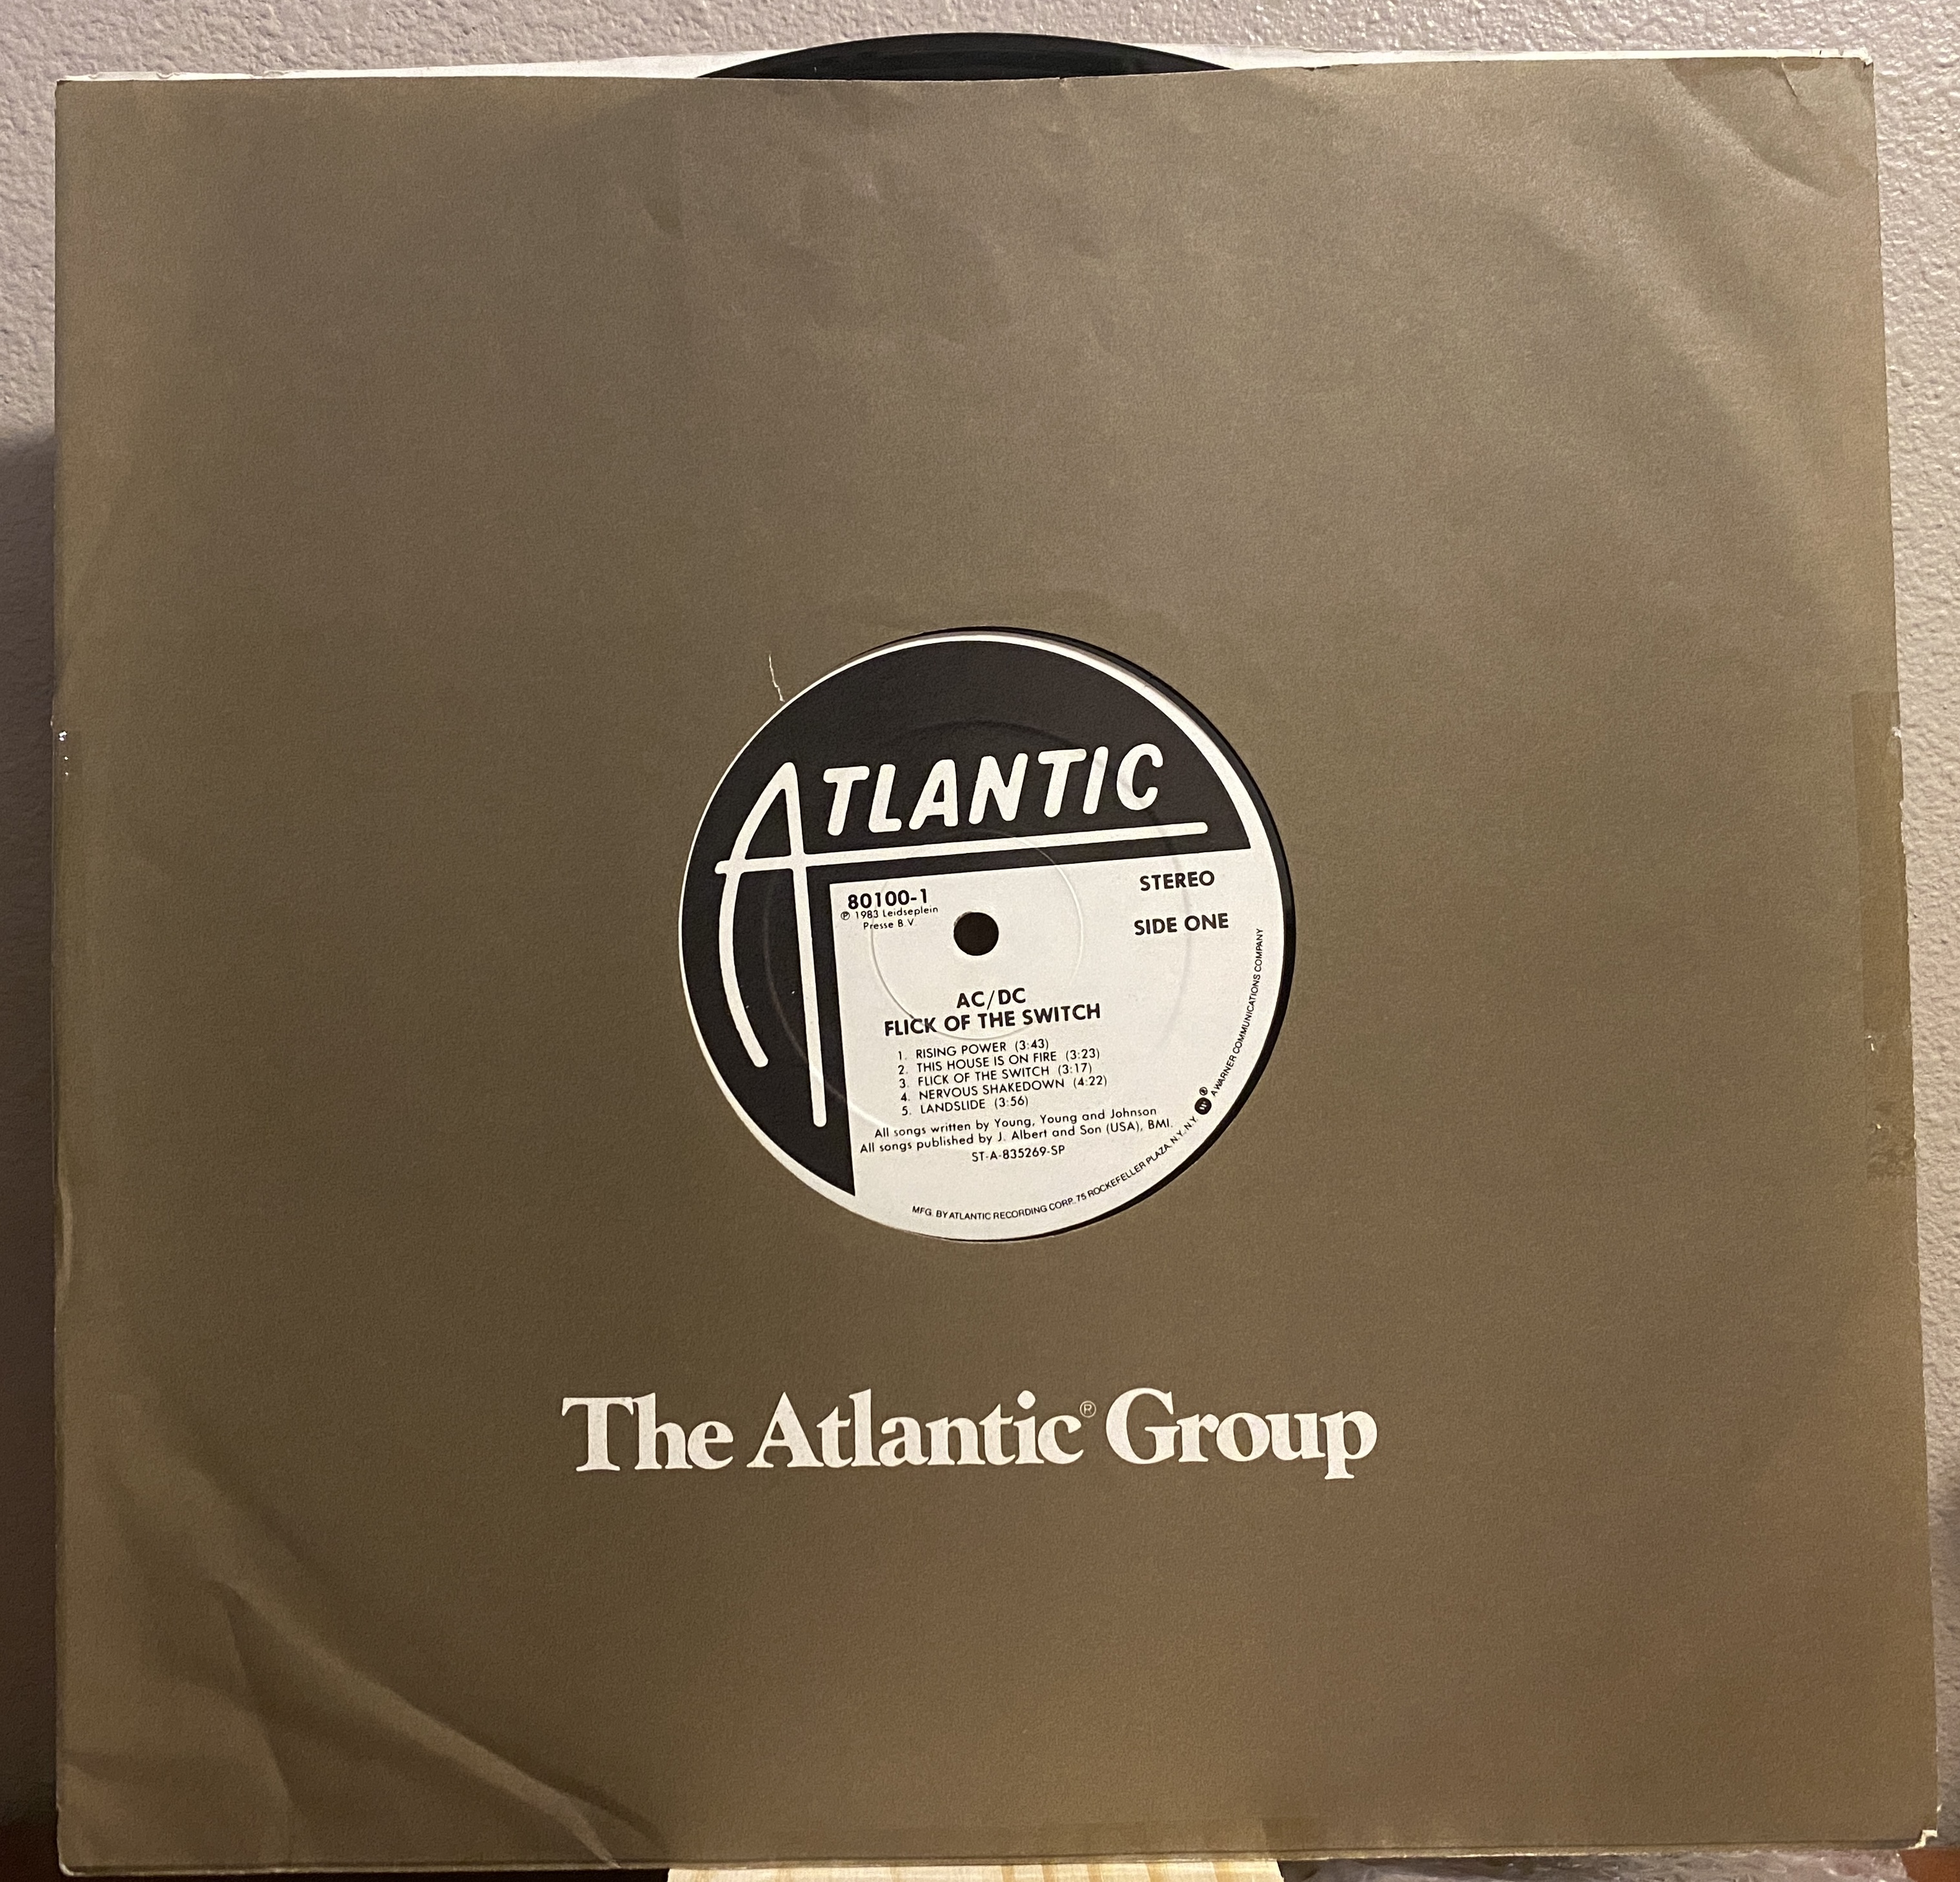 ATLANTIC
80100-1
℗ 1983 Leidseplein
Presse B.V.
STEREO
SIDE ONE
AC/DC
FLICK OF THE SWITCH
1. RISING POWER (3:43)
2. THIS HOUSE IS ON FIRE (3:23)
3. FLICK OF THE SWITCH (3:17)
4. NERVOUS SHAKEDOWN (4:22)
5. LANDSLIDE (3:56)
All songs written by Young, Young and Johnson
All songs published by J. Albert and Son (USA), BMI.
ST-A-835269-SP
MFG. BY ATLANTIC RECORDING CORP., 75 ROCKEFELLER PLAZA, N.Y., N.Y. ® A WARNER COMMUNICATIONS COMPANY
The Atlantic® Group